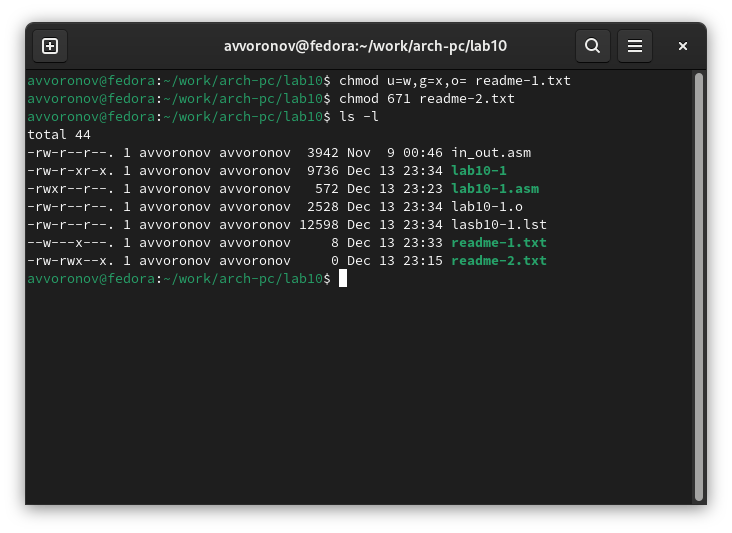 avvoronov@fedora:~/work/arch-pc/lab10
avvoronov@fedora:~/work/arch-pc/lab10$ chmod u=w,g=x,o= readme-1.txt
avvoronov@fedora:~/work/arch-pc/lab10$ chmod 671 readme-2.txt
avvoronov@fedora:~/work/arch-pc/lab10$ ls -l
total 44
-rw-r--r--. 1 avvoronov avvoronov  3942 Nov  9 00:46 in_out.asm
-rw-r-xr-x. 1 avvoronov avvoronov  9736 Dec 13 23:34 lab10-1
-rwxr--r--. 1 avvoronov avvoronov   572 Dec 13 23:23 lab10-1.asm
-rw-r--r--. 1 avvoronov avvoronov  2528 Dec 13 23:34 lab10-1.o
-rw-r--r--. 1 avvoronov avvoronov 12598 Dec 13 23:34 lasb10-1.lst
--w---x---. 1 avvoronov avvoronov     8 Dec 13 23:33 readme-1.txt
-rw-rwx--x. 1 avvoronov avvoronov     0 Dec 13 23:15 readme-2.txt
avvoronov@fedora:~/work/arch-pc/lab10$